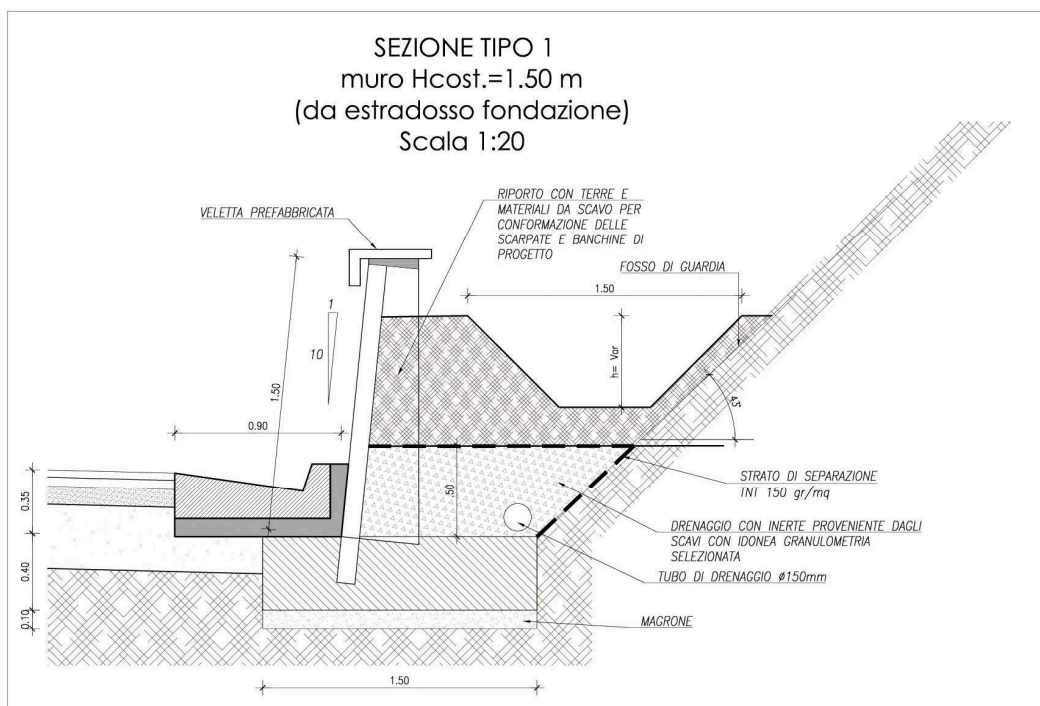 SEZIONE TIPO 1
muro Hcost.=1.50 m
(da estradosso fondazione)
Scala 1:20
VELETTA PREFABBRICATA
RIPORTO CON TERRE E
MATERIALI DA SCAVO PER
CONFORMAZIONE DELLE
SCARPATE E BANCHINE DI
PROGETTO
FOSSO DI GUARDIA
1.50
1
10
h= Var
1.50
43°
0.90
.50
0.35
STRATO DI SEPARAZIONE
TNT 150 gr/mq
DRENAGGIO CON INERTE PROVENIENTE DAGLI
SCAVI CON IDONEA GRANULOMETRIA
SELEZIONATA
0.40
TUBO DI DRENAGGIO ø150mm
0.10
MAGRONE
1.50